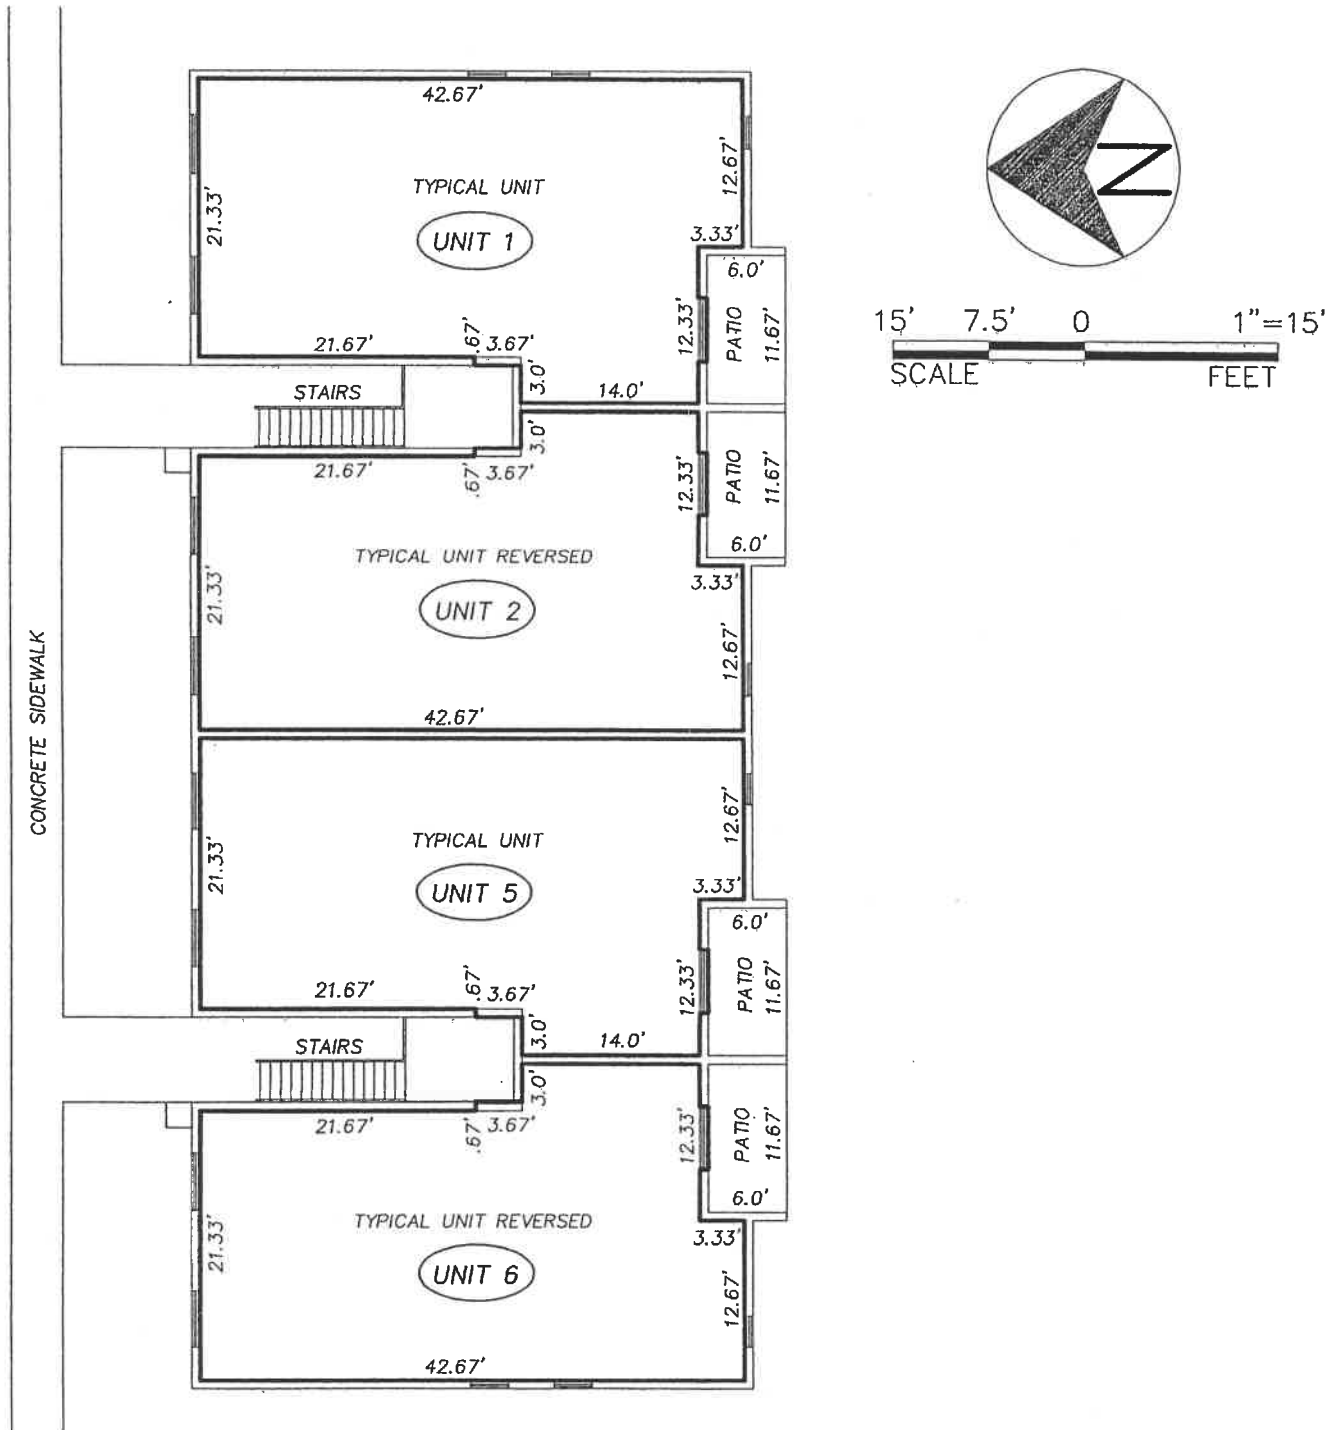 42.67'
21.33'
TYPICAL UNIT
UNIT 1
12.67'
3.33'
6.0'
12.33'
PATIO
11.67'
21.67'
.67'
3.67'
3.0'
14.0'
STAIRS
N
15' 7.5' 0 1"=15'
SCALE FEET
3.0'
21.67'
.67'
3.67'
12.33'
PATIO
11.67'
6.0'
TYPICAL UNIT REVERSED
UNIT 2
21.33'
3.33'
12.67'
42.67'
CONCRETE SIDEWALK
TYPICAL UNIT
UNIT 5
21.33'
12.67'
3.33'
6.0'
12.33'
PATIO
11.67'
21.67'
.67'
3.67'
3.0'
14.0'
STAIRS
3.0'
21.67'
.67'
3.67'
12.33'
PATIO
11.67'
6.0'
TYPICAL UNIT REVERSED
UNIT 6
21.33'
3.33'
12.67'
42.67'